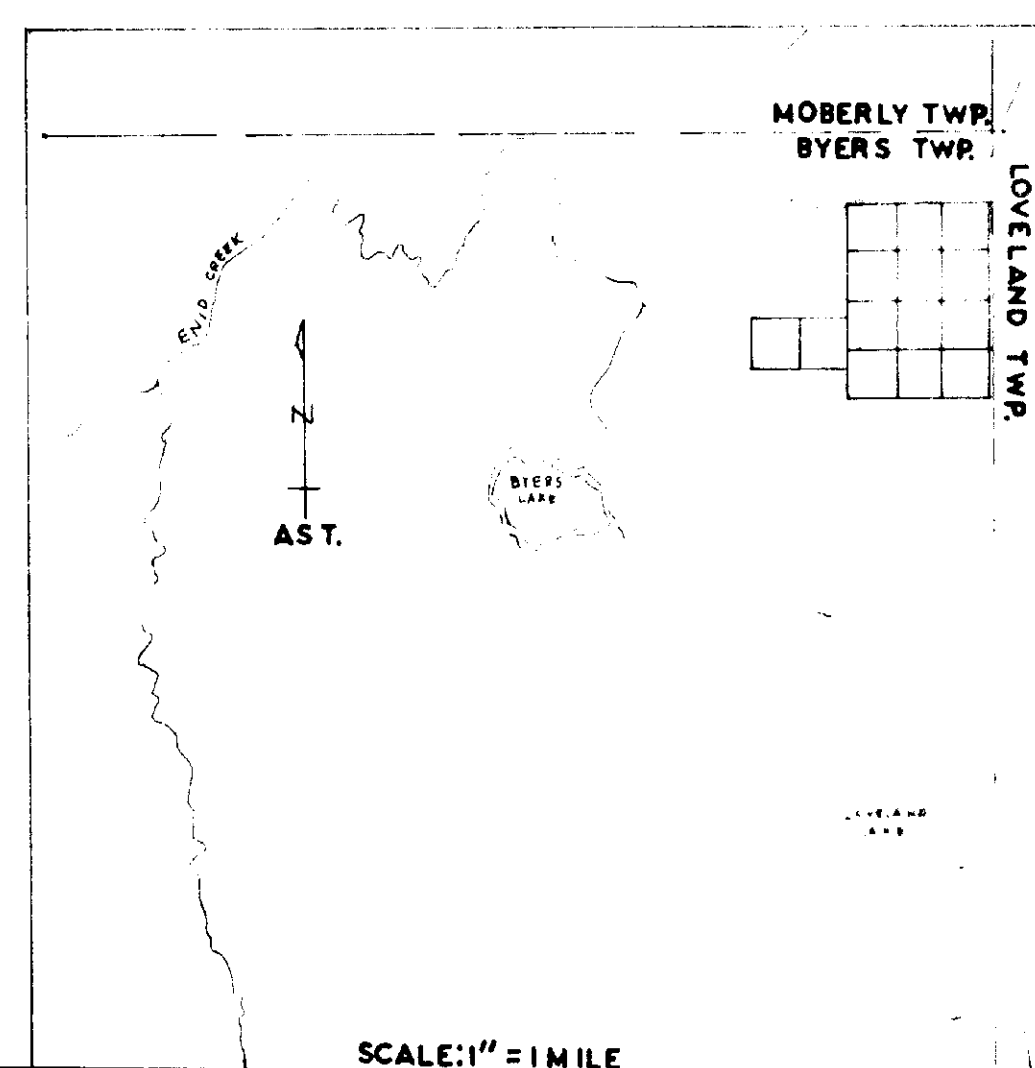 MOBERLY TWP.
BYERS TWP.
LOVELAND TWP.
ENID CREEK
N
AST.
BYERS
LAKE
SCALE: 1" = 1 MILE